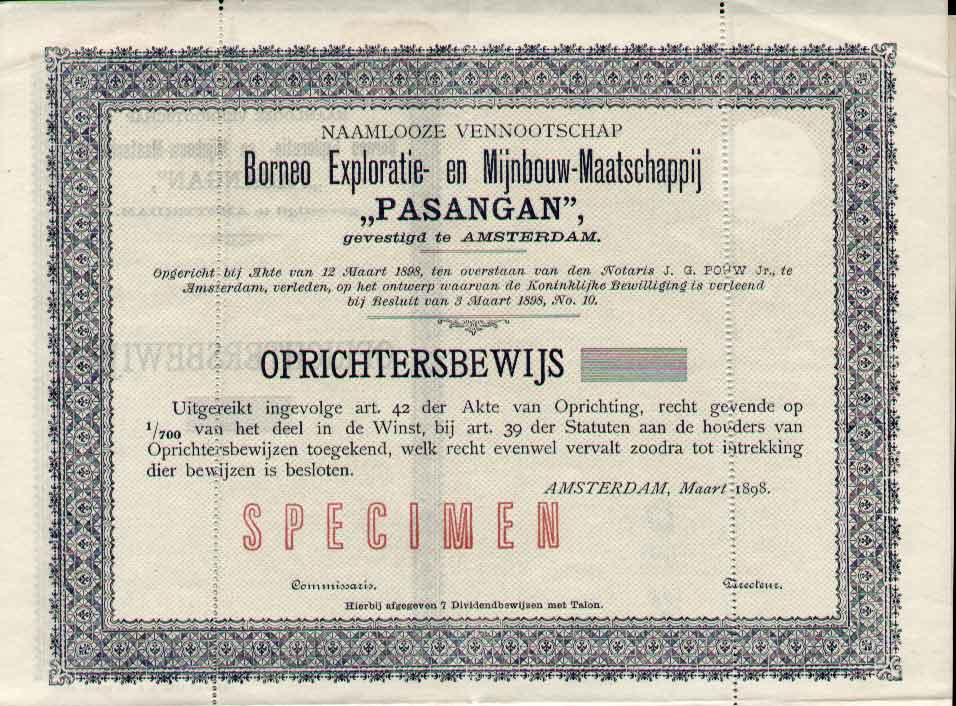 NAAMLOOZE VENNOOTSCHAP
Borneo Exploratie- en Mijnbouw-Maatschappij
„PASANGAN”,
gevestigd te AMSTERDAM.
Opgericht bij Akte van 12 Maart 1898, ten overstaan van den Notaris J. G. POUW Jr., te
Amsterdam, verleden, op het ontwerp waarvan de Koninklijke Bewilliging is verleend
bij Besluit van 3 Maart 1898, No. 10.
OPRICHTERSBEWIJS
Uitgereikt ingevolge art. 42 der Akte van Oprichting, recht gevende op
1/700 van het deel in de Winst, bij art. 39 der Statuten aan de houders van
Oprichtersbewijzen toegekend, welk recht evenwel vervalt zoodra tot intrekking
dier bewijzen is besloten.
AMSTERDAM, Maart 1898.
SPECIMEN
Commissaris. Directeur.
Hierbij afgegeven 7 Dividendbewijzen met Talon.